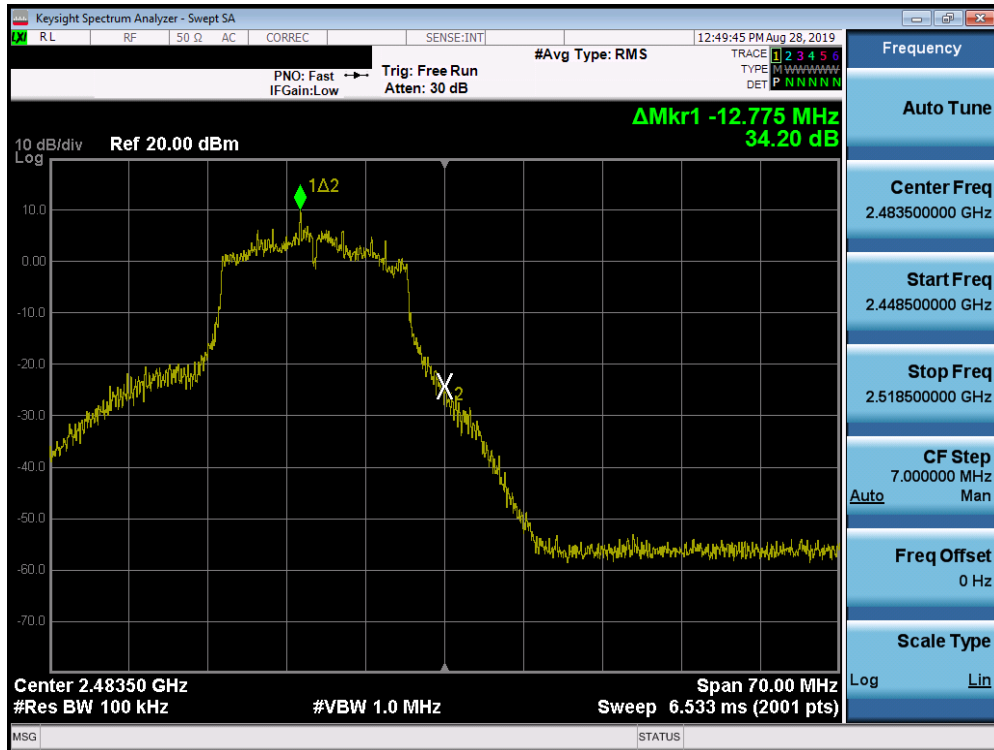 Keysight Spectrum Analyzer - Swept SA
LXI RL RF 50 Ω AC CORREC SENSE:INT 12:49:45 PM Aug 28, 2019
#Avg Type: RMS
TRACE 1 2 3 4 5 6
TYPE M W W W W W
DET P N N N N N
PNO: Fast
IFGain:Low
Trig: Free Run
Atten: 30 dB
ΔMkr1 -12.775 MHz
34.20 dB
10 dB/div
Log
Ref 20.00 dBm
1Δ2
2
10.0
0.00
-10.0
-20.0
-30.0
-40.0
-50.0
-60.0
-70.0
Center 2.48350 GHz
#Res BW 100 kHz
#VBW 1.0 MHz
Span 70.00 MHz
Sweep 6.533 ms (2001 pts)
MSG
STATUS
Frequency
Auto Tune
Center Freq
2.483500000 GHz
Start Freq
2.448500000 GHz
Stop Freq
2.518500000 GHz
CF Step
7.000000 MHz
Auto Man
Freq Offset
0 Hz
Scale Type
Log Lin